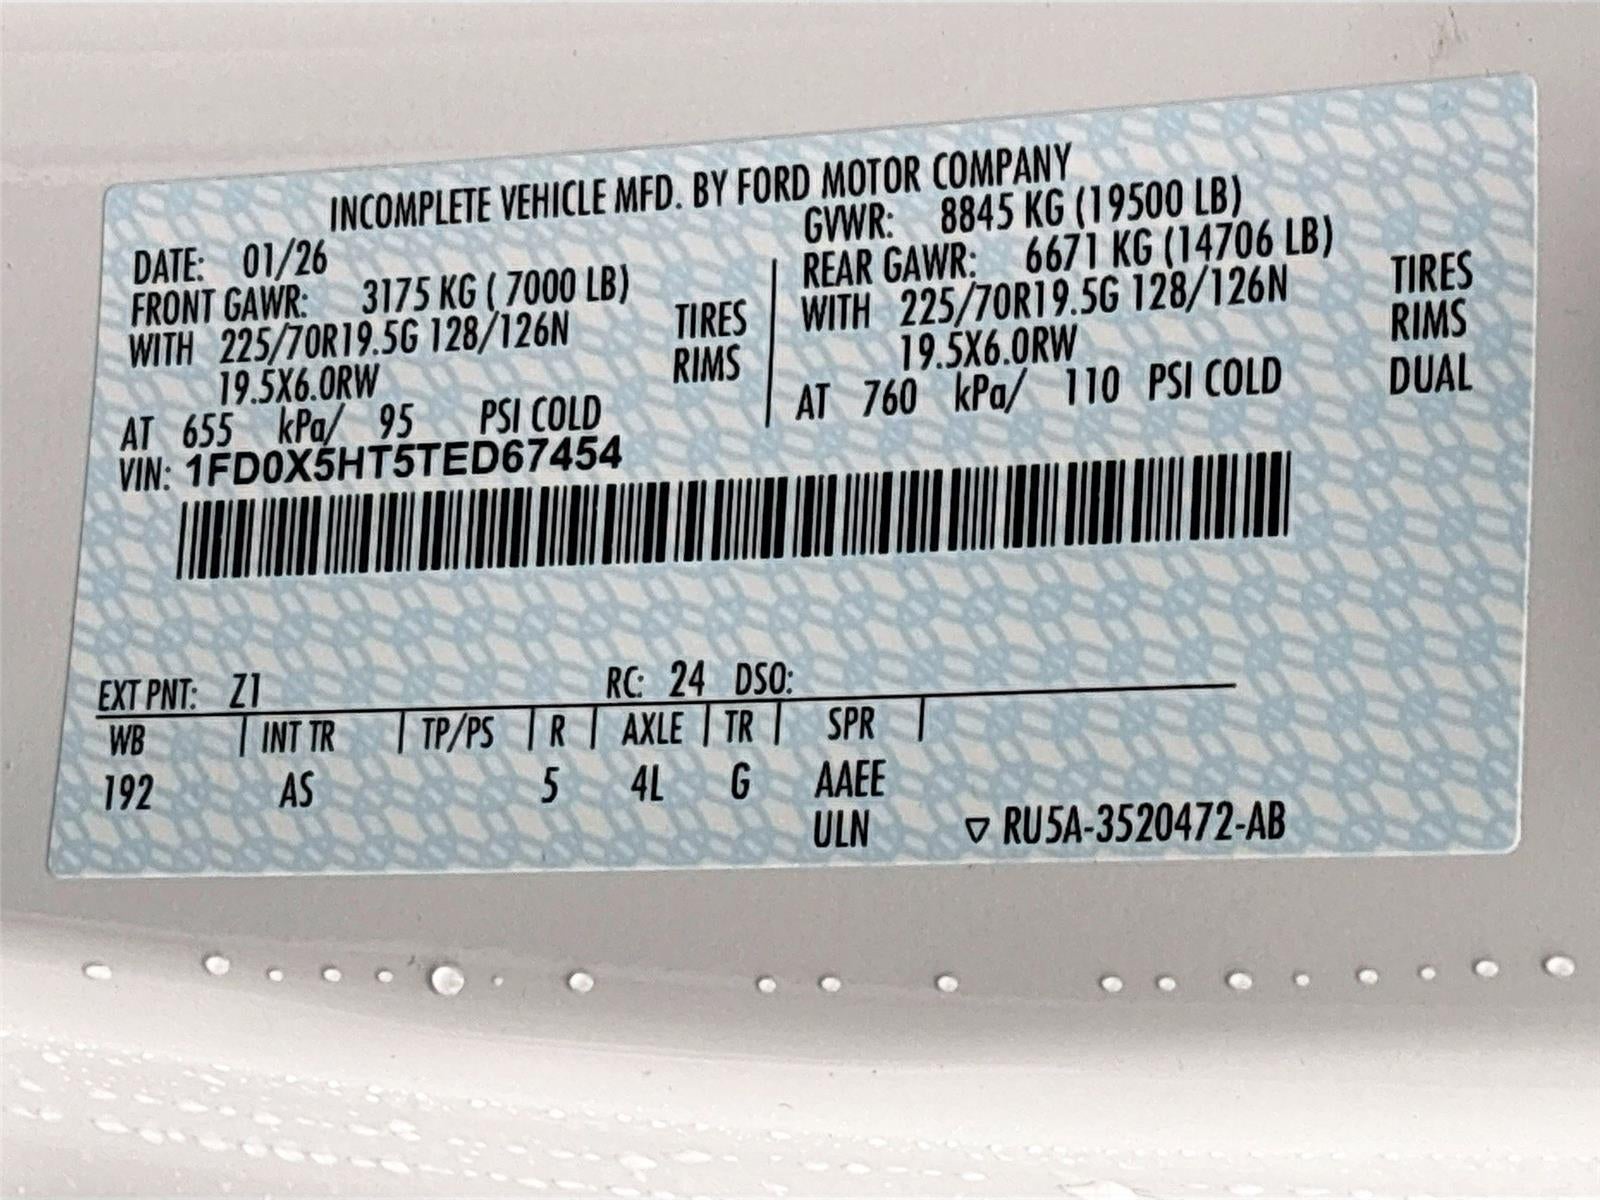 INCOMPLETE VEHICLE MFD. BY FORD MOTOR COMPANY
DATE: 01/26 GVWR: 8845 KG (19500 LB)
FRONT GAWR: 3175 KG ( 7000 LB) REAR GAWR: 6671 KG (14706 LB)
WITH 225/70R19.5G 128/126N TIRES WITH 225/70R19.5G 128/126N TIRES
19.5X6.0RW RIMS 19.5X6.0RW RIMS
AT 655 kPa/ 95 PSI COLD AT 760 kPa/ 110 PSI COLD DUAL
VIN: 1FD0X5HT5TED67454
EXT PNT: Z1 RC: 24 DSO:
WB | INT TR | TP/PS | R | AXLE | TR | SPR |
192 AS 5 4L G AAEE
ULN ▽ RU5A-3520472-AB